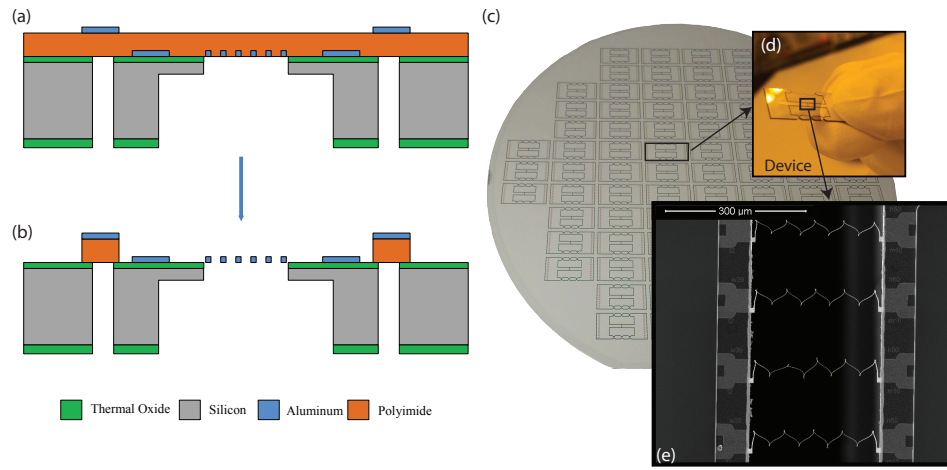 (a)
(b)
Thermal Oxide
Silicon
Aluminum
Polyimide
(c)
(d)
Device
300 µm
(e)